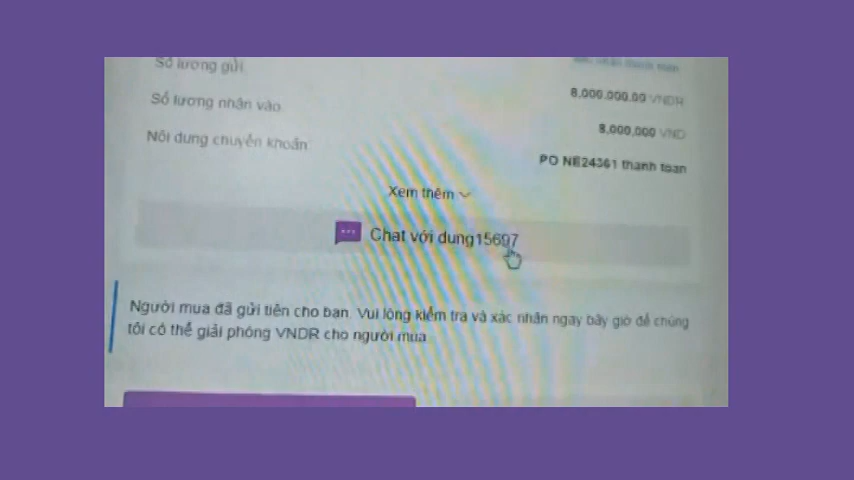 Số lượng gửi
8,000,000.00 VNDR
Số lượng nhận vào
8,000,000 VND
Nội dung chuyển khoản:
PO NE24361 thanh toan
Xem thêm
Chat với dung15697
Người mua đã gửi tiền cho bạn. Vui lòng kiểm tra và xác nhận ngay bây giờ để chúng
tôi có thể giải phóng VNDR cho người mua